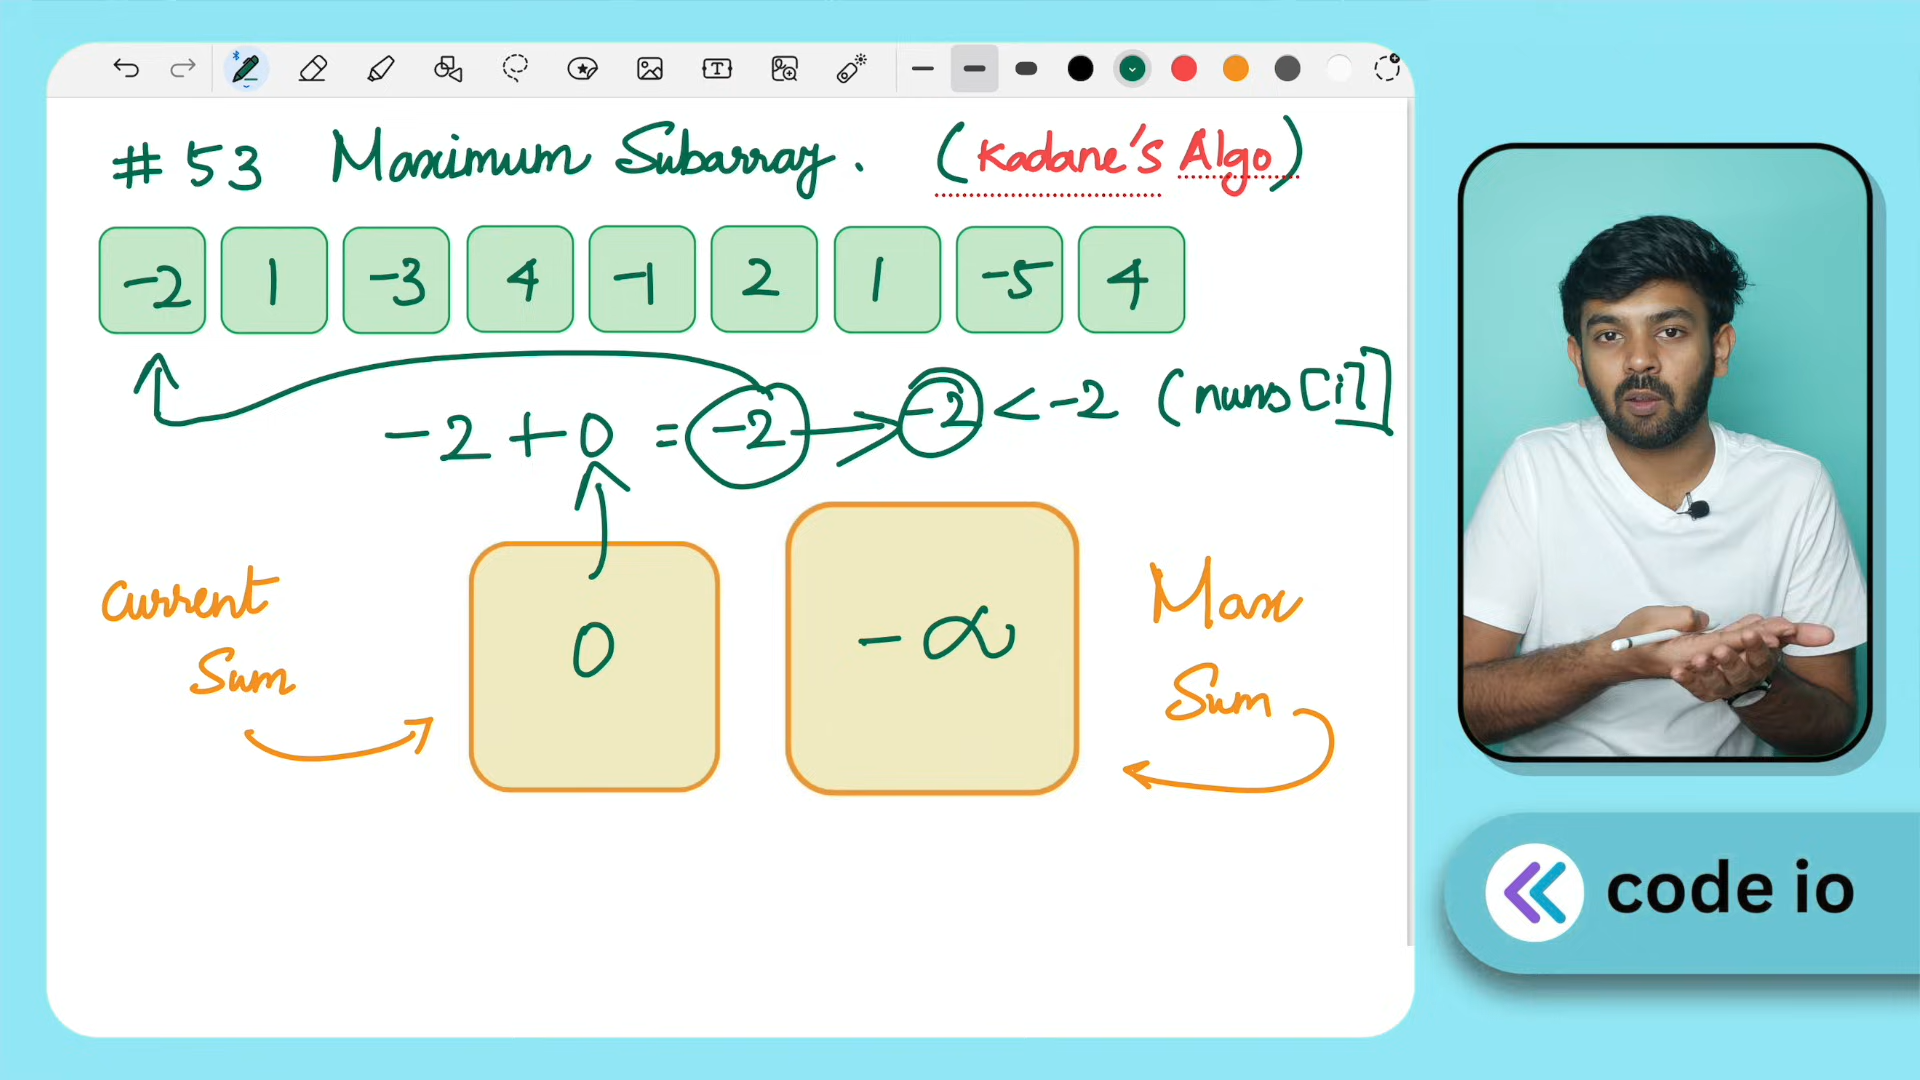 # 53 Maximum Subarray. (Kadane's Algo)
-2 1 -3 4 -1 2 1 -5 4
-2 + 0 = -2 → -2 < -2 (nums[i]]
Current
Sum
0
- ∝
Max
Sum
code io